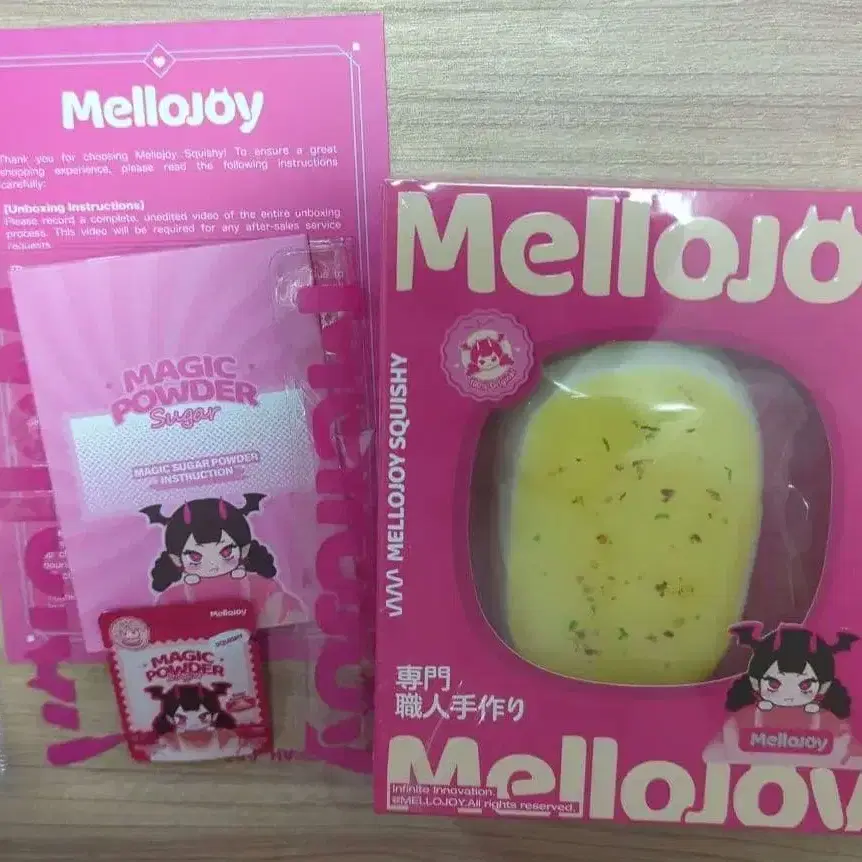 Mellojoy
Thank you for choosing Mellojoy Squishy! To ensure a great
shopping experience, please read the following instructions
carefully:
[Unboxing Instructions]
Please record a complete, unedited video of the entire unboxing
process. This video will be required for any after-sales service
requests.
MAGIC
POWDER
Sugar
MAGIC SUGAR POWDER
INSTRUCTION
Mellojoy
SQUISHY
MAGIC
POWDER
Mellojo
MELLOJOY SQUISHY
専門
職人手作り
Mellojoy
Mellojoy
Infinite Innovation.
@MELLOJOY.All rights reserved.